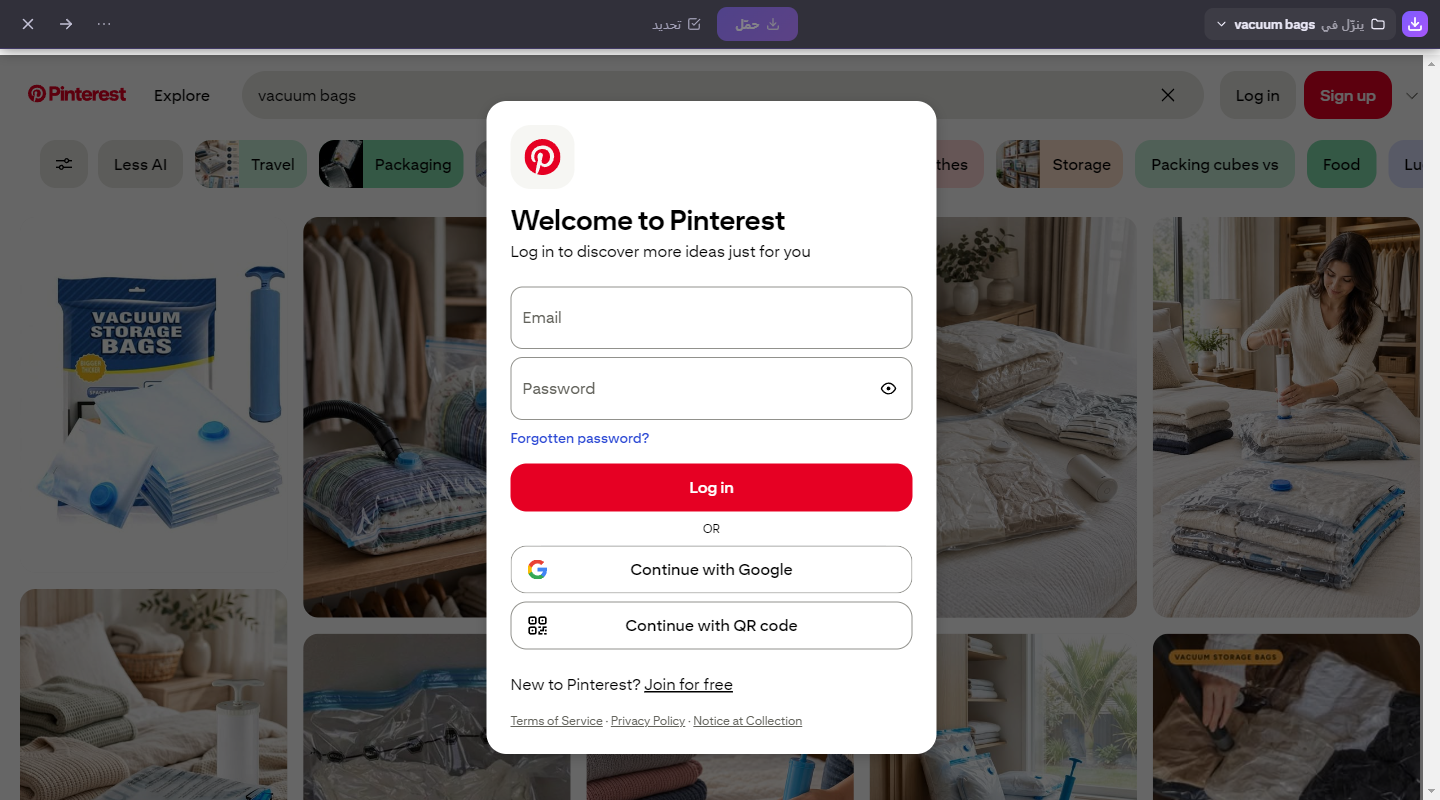 تحديد
حمّل
ينزّل في vacuum bags
Pinterest
Explore
vacuum bags
Log in
Sign up
Less AI
Travel
Packaging
thes
Storage
Packing cubes vs
Food
Lu
VACUUM
STORAGE
BAGS
Welcome to Pinterest
Log in to discover more ideas just for you
Email
Password
Forgotten password?
Log in
OR
Continue with Google
Continue with QR code
New to Pinterest? Join for free
Terms of Service · Privacy Policy · Notice at Collection
VACUUM STORAGE BAGS